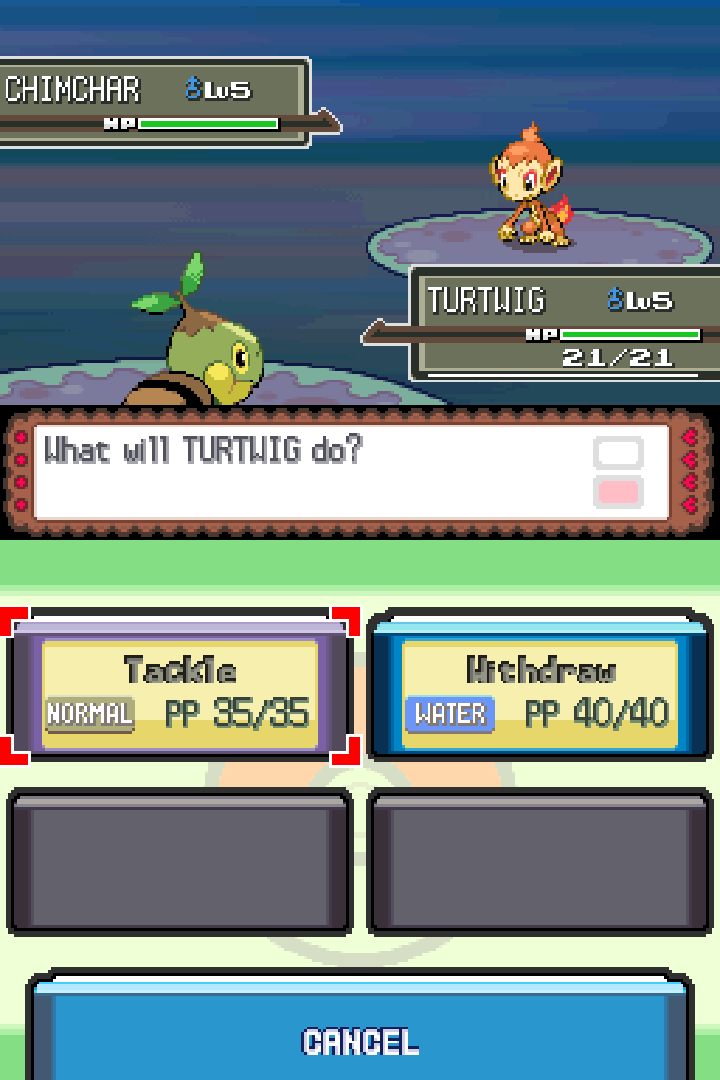 CHIMCHAR ♂Lv5
HP
TURTWIG ♂Lv5
HP
21/21
What will TURTWIG do?
Tackle
NORMAL PP 35/35
Withdraw
WATER PP 40/40
CANCEL